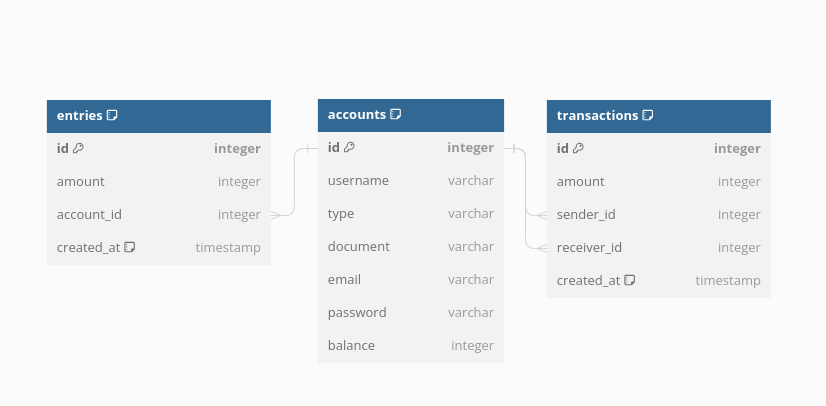 entries
id integer
amount integer
account_id integer
created_at timestamp
accounts
id integer
username varchar
type varchar
document varchar
email varchar
password varchar
balance integer
transactions
id integer
amount integer
sender_id integer
receiver_id integer
created_at timestamp